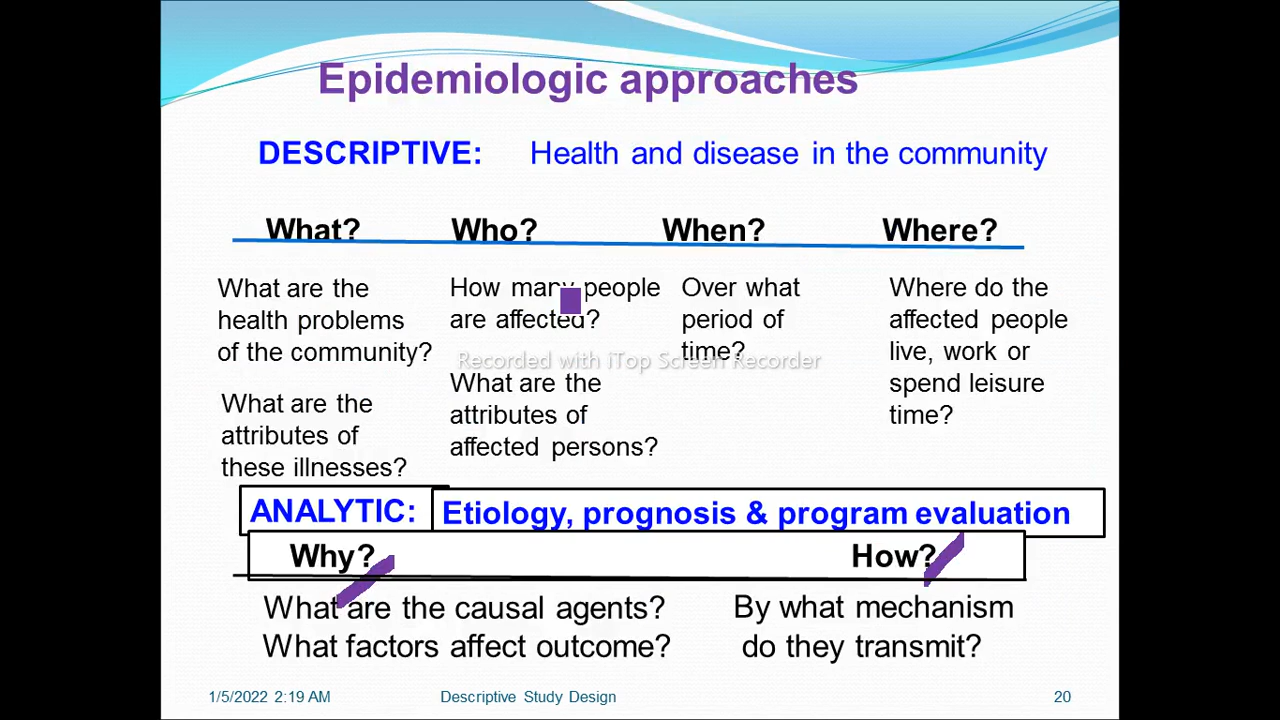 Epidemiologic approaches
DESCRIPTIVE: Health and disease in the community
What? Who? When? Where?
What are the
health problems
of the community?
What are the
attributes of
these illnesses?
How many people
are affected?
What are the
attributes of
affected persons?
Over what
period of
time?
Where do the
affected people
live, work or
spend leisure
time?
Recorded with iTop Screen Recorder
ANALYTIC: Etiology, prognosis & program evaluation
Why? How?
What are the causal agents?
What factors affect outcome?
By what mechanism
do they transmit?
1/5/2022 2:19 AM Descriptive Study Design 20